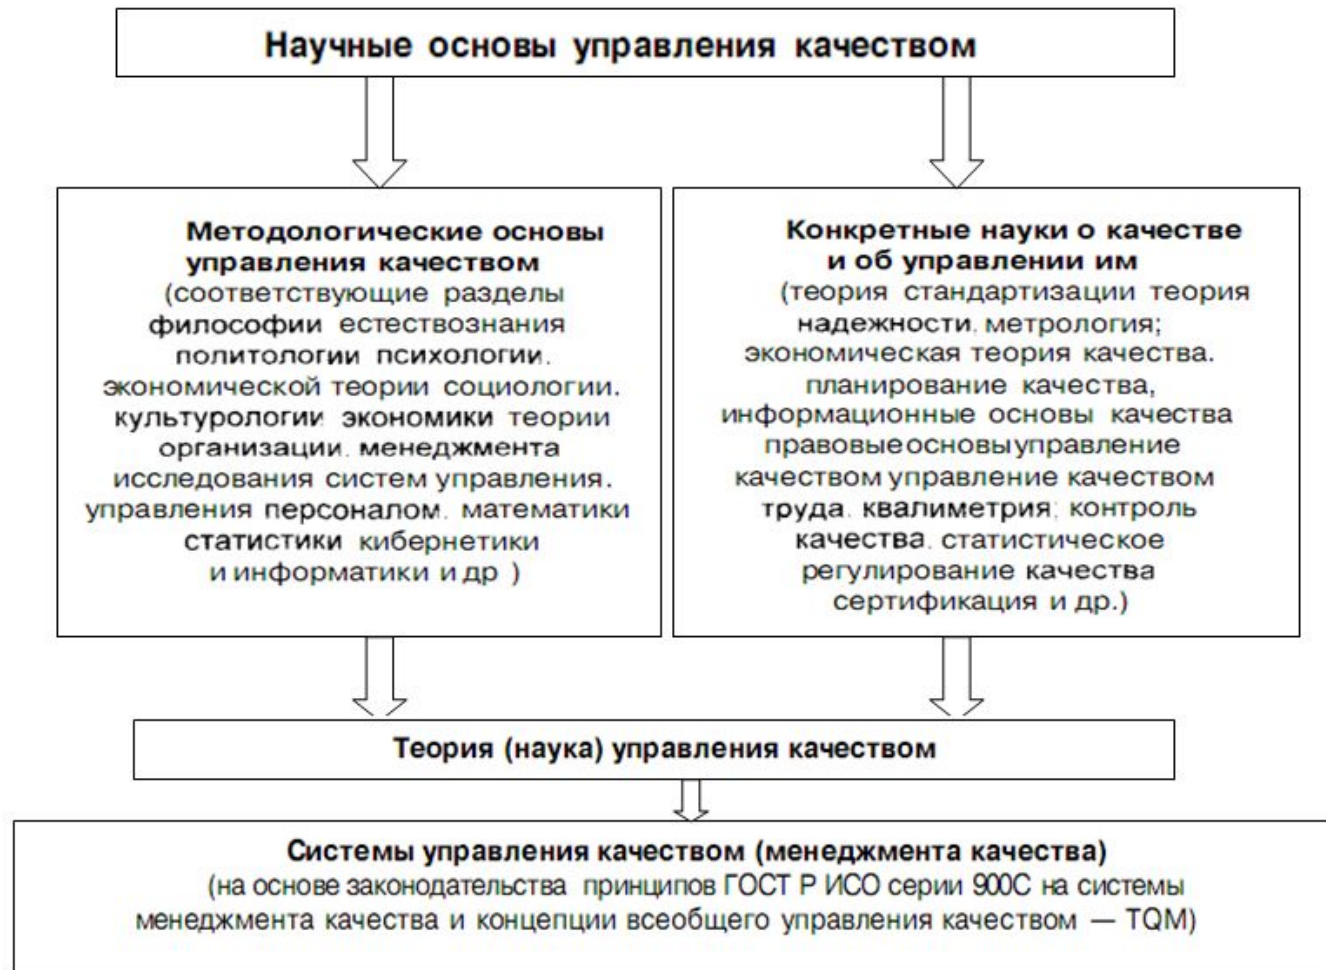 Научные основы управления качеством
Методологические основы
управления качеством
(соответствующие разделы
философии естествознания
политологии психологии.
экономической теории социологии.
культурологии экономики теории
организации. менеджмента
исследования систем управления.
управления персоналом. математики
статистики кибернетики
и информатики и др )
Конкретные науки о качестве
и об управлении им
(теория стандартизации теория
надежности. метрология;
экономическая теория качества.
планирование качества,
информационные основы качества
правовые основы управление
качеством управление качеством
труда. квалиметрия; контроль
качества. статистическое
регулирование качества
сертификация и др.)
Теория (наука) управления качеством
Системы управления качеством (менеджмента качества)
(на основе законодательства принципов ГОСТ Р ИСО серии 900С на системы
менеджмента качества и концепции всеобщего управления качеством — TQM)